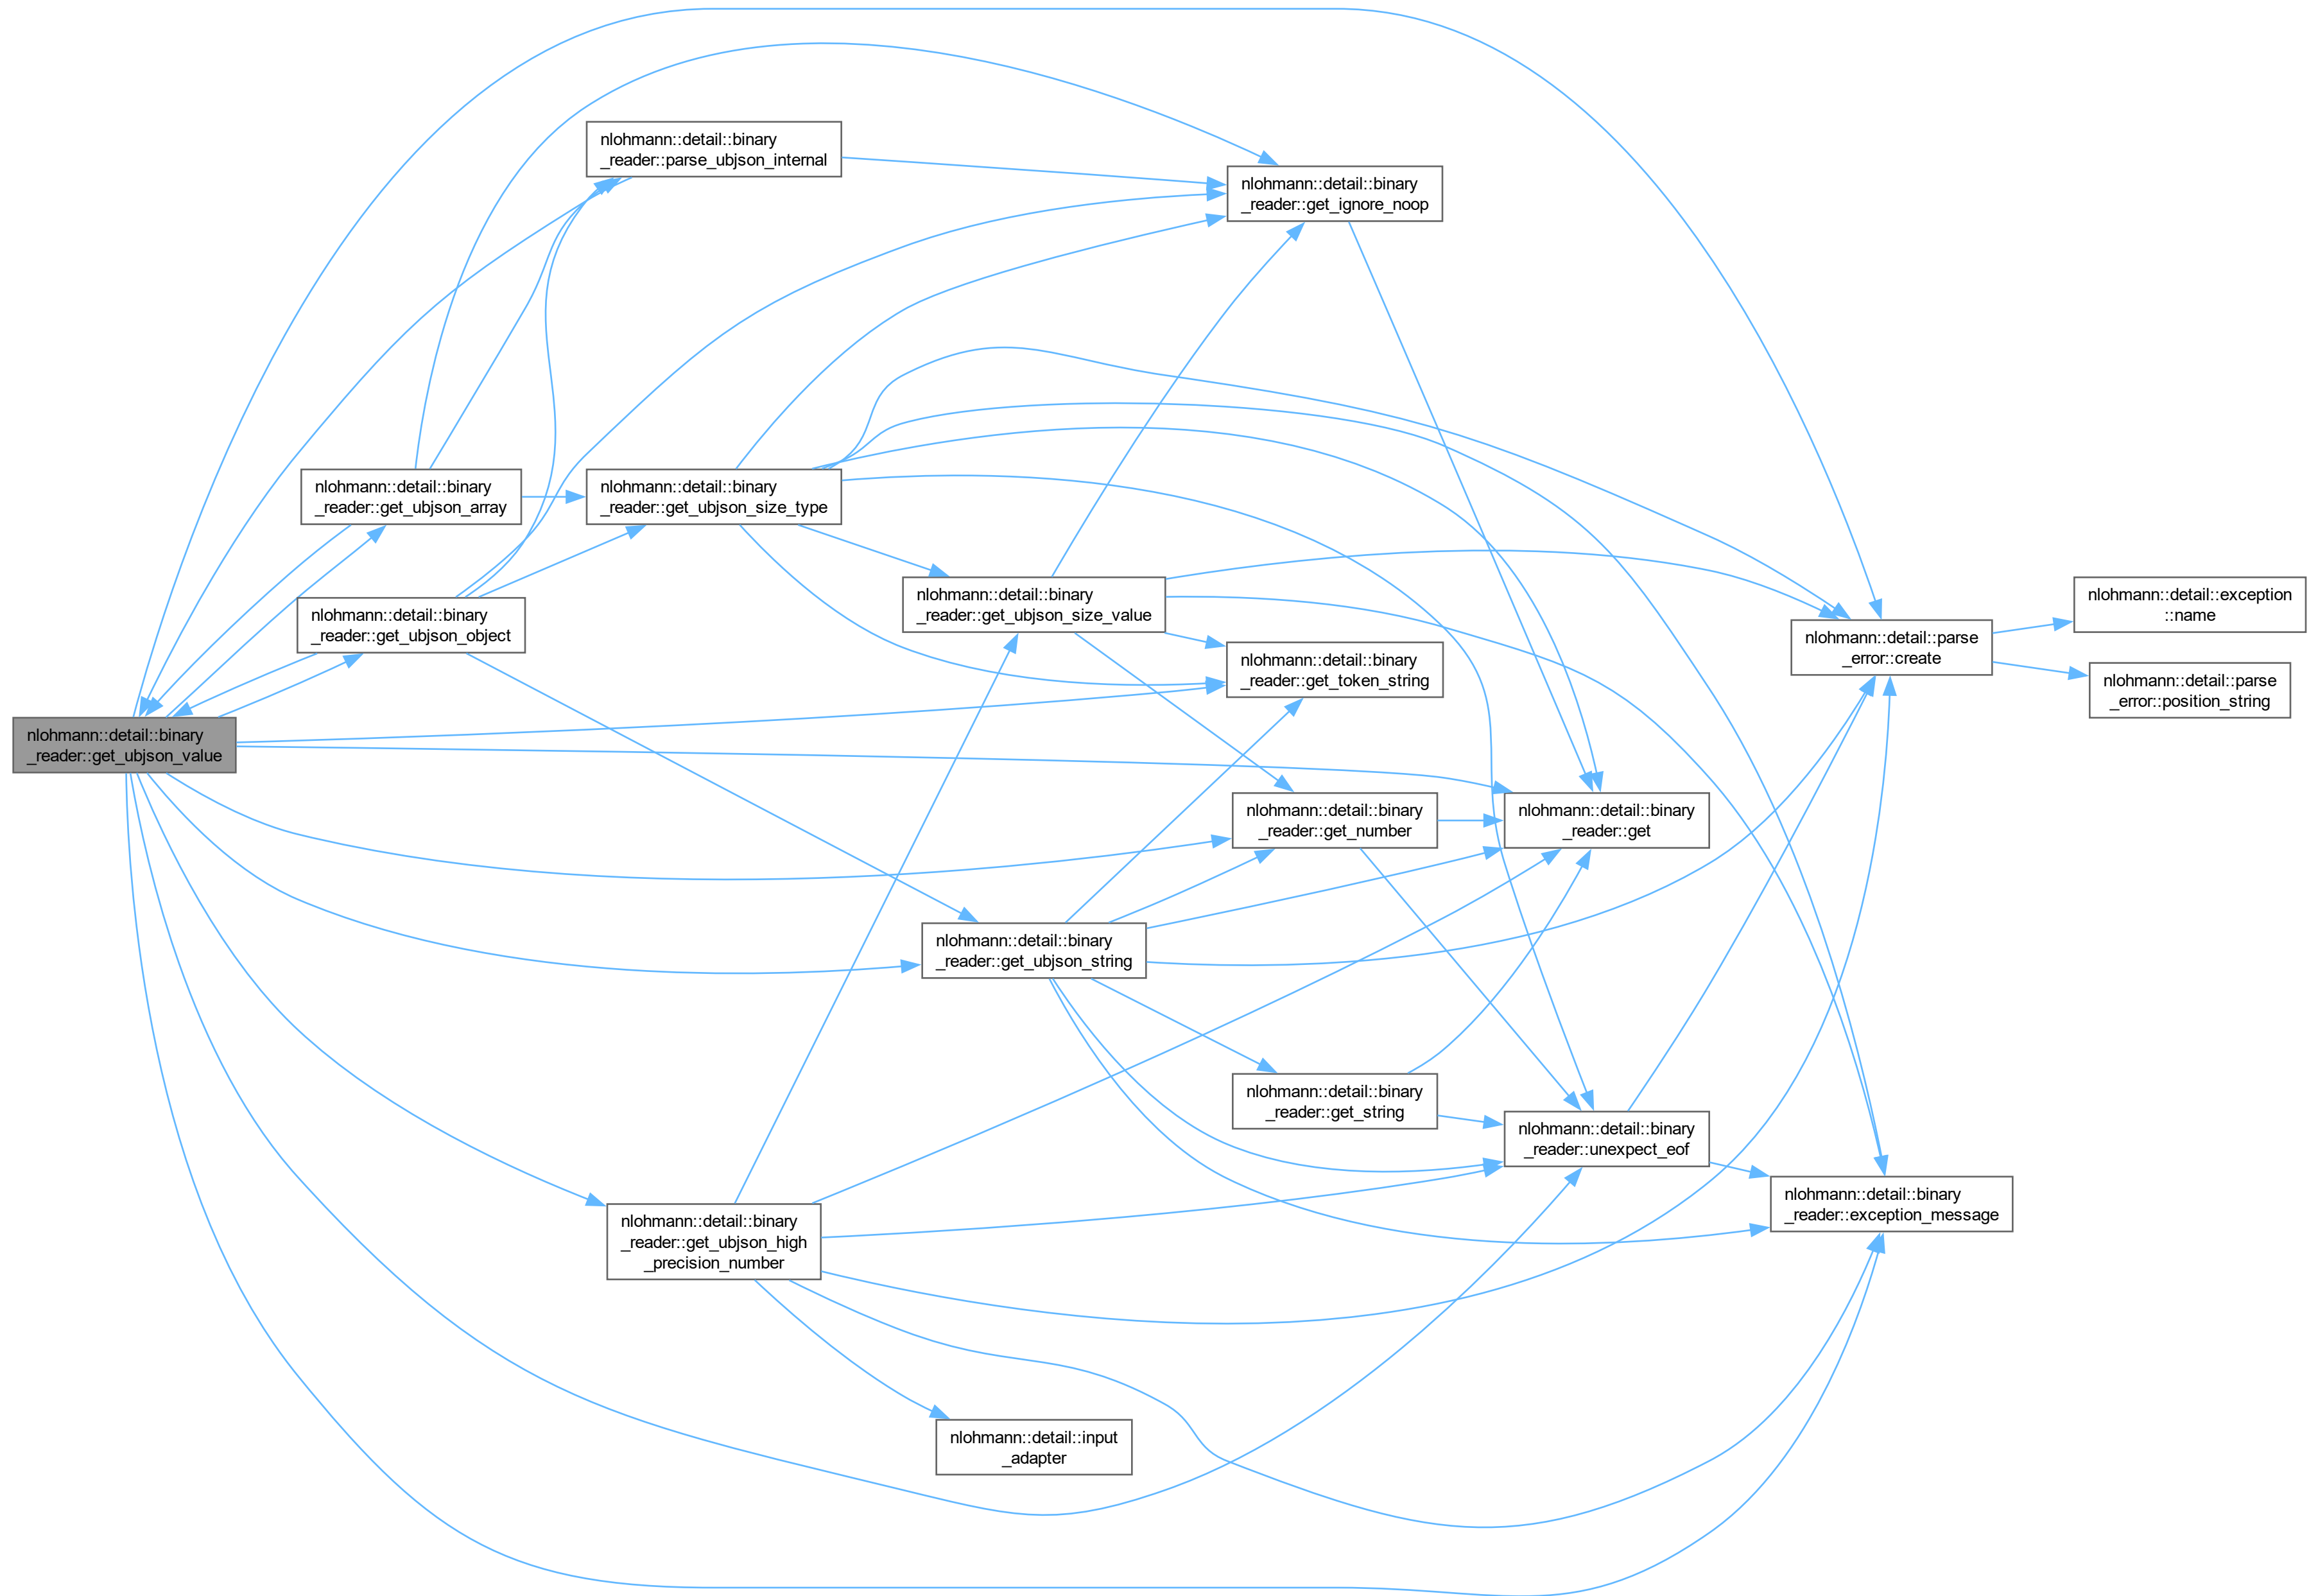 nlohmann::detail::binary
_reader::parse_ubjson_internal
nlohmann::detail::binary
_reader::get_ignore_noop
nlohmann::detail::binary
_reader::get_ubjson_array
nlohmann::detail::binary
_reader::get_ubjson_size_type
nlohmann::detail::binary
_reader::get_ubjson_size_value
nlohmann::detail::exception
::name
nlohmann::detail::binary
_reader::get_ubjson_object
nlohmann::detail::parse
_error::create
nlohmann::detail::binary
_reader::get_token_string
nlohmann::detail::parse
_error::position_string
nlohmann::detail::binary
_reader::get_ubjson_value
nlohmann::detail::binary
_reader::get_number
nlohmann::detail::binary
_reader::get
nlohmann::detail::binary
_reader::get_ubjson_string
nlohmann::detail::binary
_reader::get_string
nlohmann::detail::binary
_reader::unexpect_eof
nlohmann::detail::binary
_reader::exception_message
nlohmann::detail::binary
_reader::get_ubjson_high
_precision_number
nlohmann::detail::input
_adapter